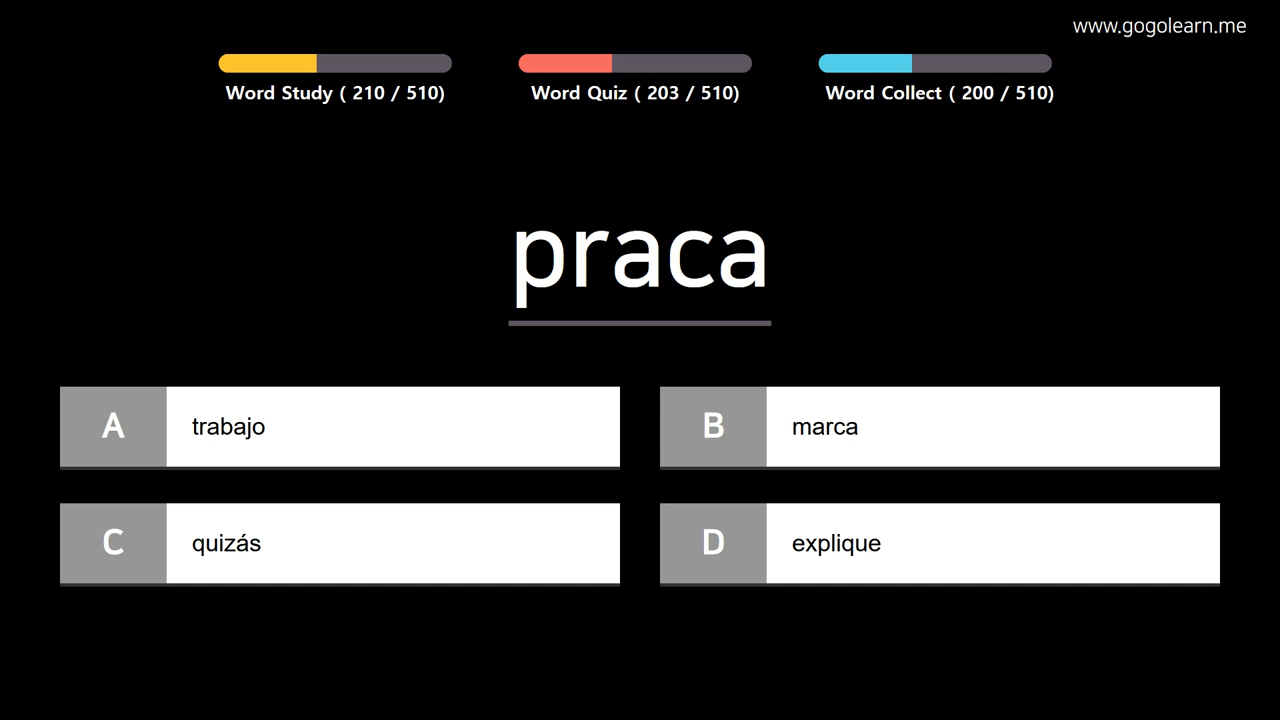 www.gogolearn.me
Word Study ( 210 / 510)
Word Quiz ( 203 / 510)
Word Collect ( 200 / 510)
praca
A trabajo
B marca
C quizás
D explique